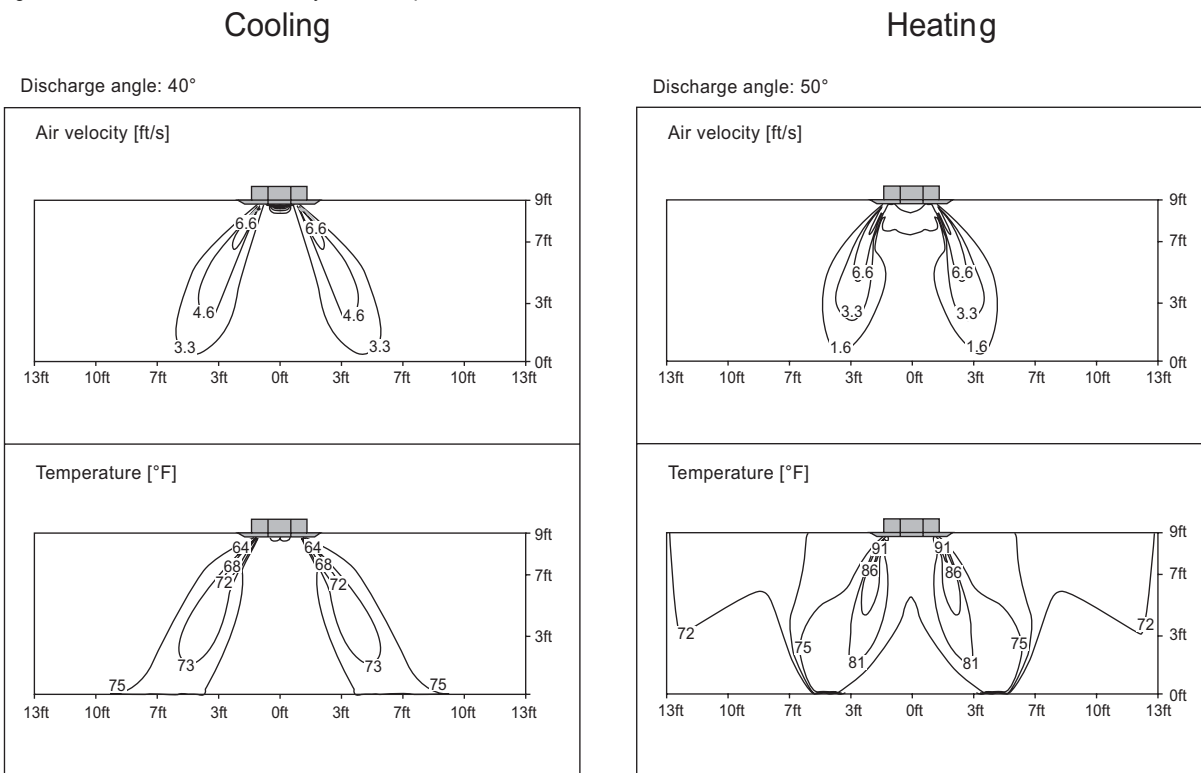 Cooling
Heating
Discharge angle: 40°
Air velocity [ft/s]
9ft
7ft
3ft
0ft
6.6
6.6
4.6
4.6
3.3
3.3
13ft 10ft 7ft 3ft 0ft 3ft 7ft 10ft 13ft
Temperature [°F]
9ft
7ft
3ft
0ft
64
64
68
68
72
72
73
73
75
75
13ft 10ft 7ft 3ft 0ft 3ft 7ft 10ft 13ft
Discharge angle: 50°
Air velocity [ft/s]
9ft
7ft
3ft
0ft
6.6
6.6
3.3
3.3
1.6
1.6
13ft 10ft 7ft 3ft 0ft 3ft 7ft 10ft 13ft
Temperature [°F]
9ft
7ft
3ft
0ft
91
91
86
86
72
72
75
75
81
81
13ft 10ft 7ft 3ft 0ft 3ft 7ft 10ft 13ft